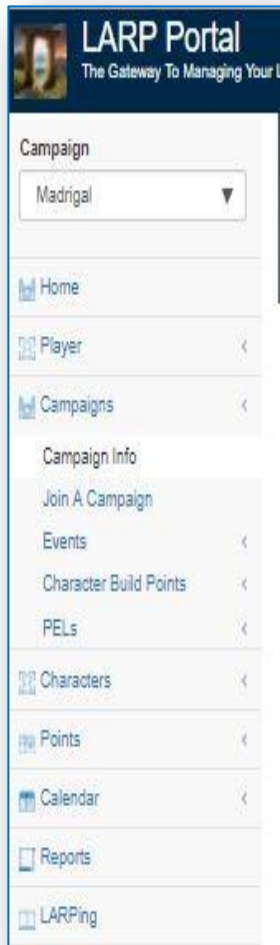 LARP Portal
The Gateway To Managing Your L
Campaign
Madrigal
Home
Player
Campaigns
Campaign Info
Join A Campaign
Events
Character Build Points
PELs
Characters
Points
Calendar
Reports
LARPing